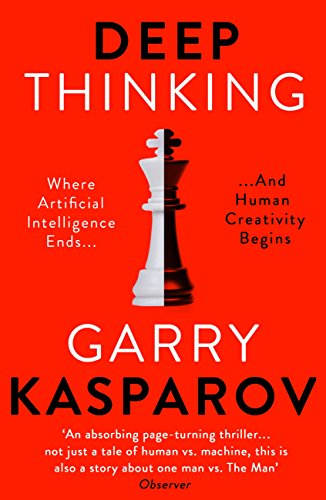 DEEP
THINKING
Where
Artificial
Intelligence
Ends...
...And
Human
Creativity
Begins
GARRY
KASPAROV
‘An absorbing page-turning thriller...
not just a tale of human vs. machine, this is
also a story about one man vs. The Man’
Observer